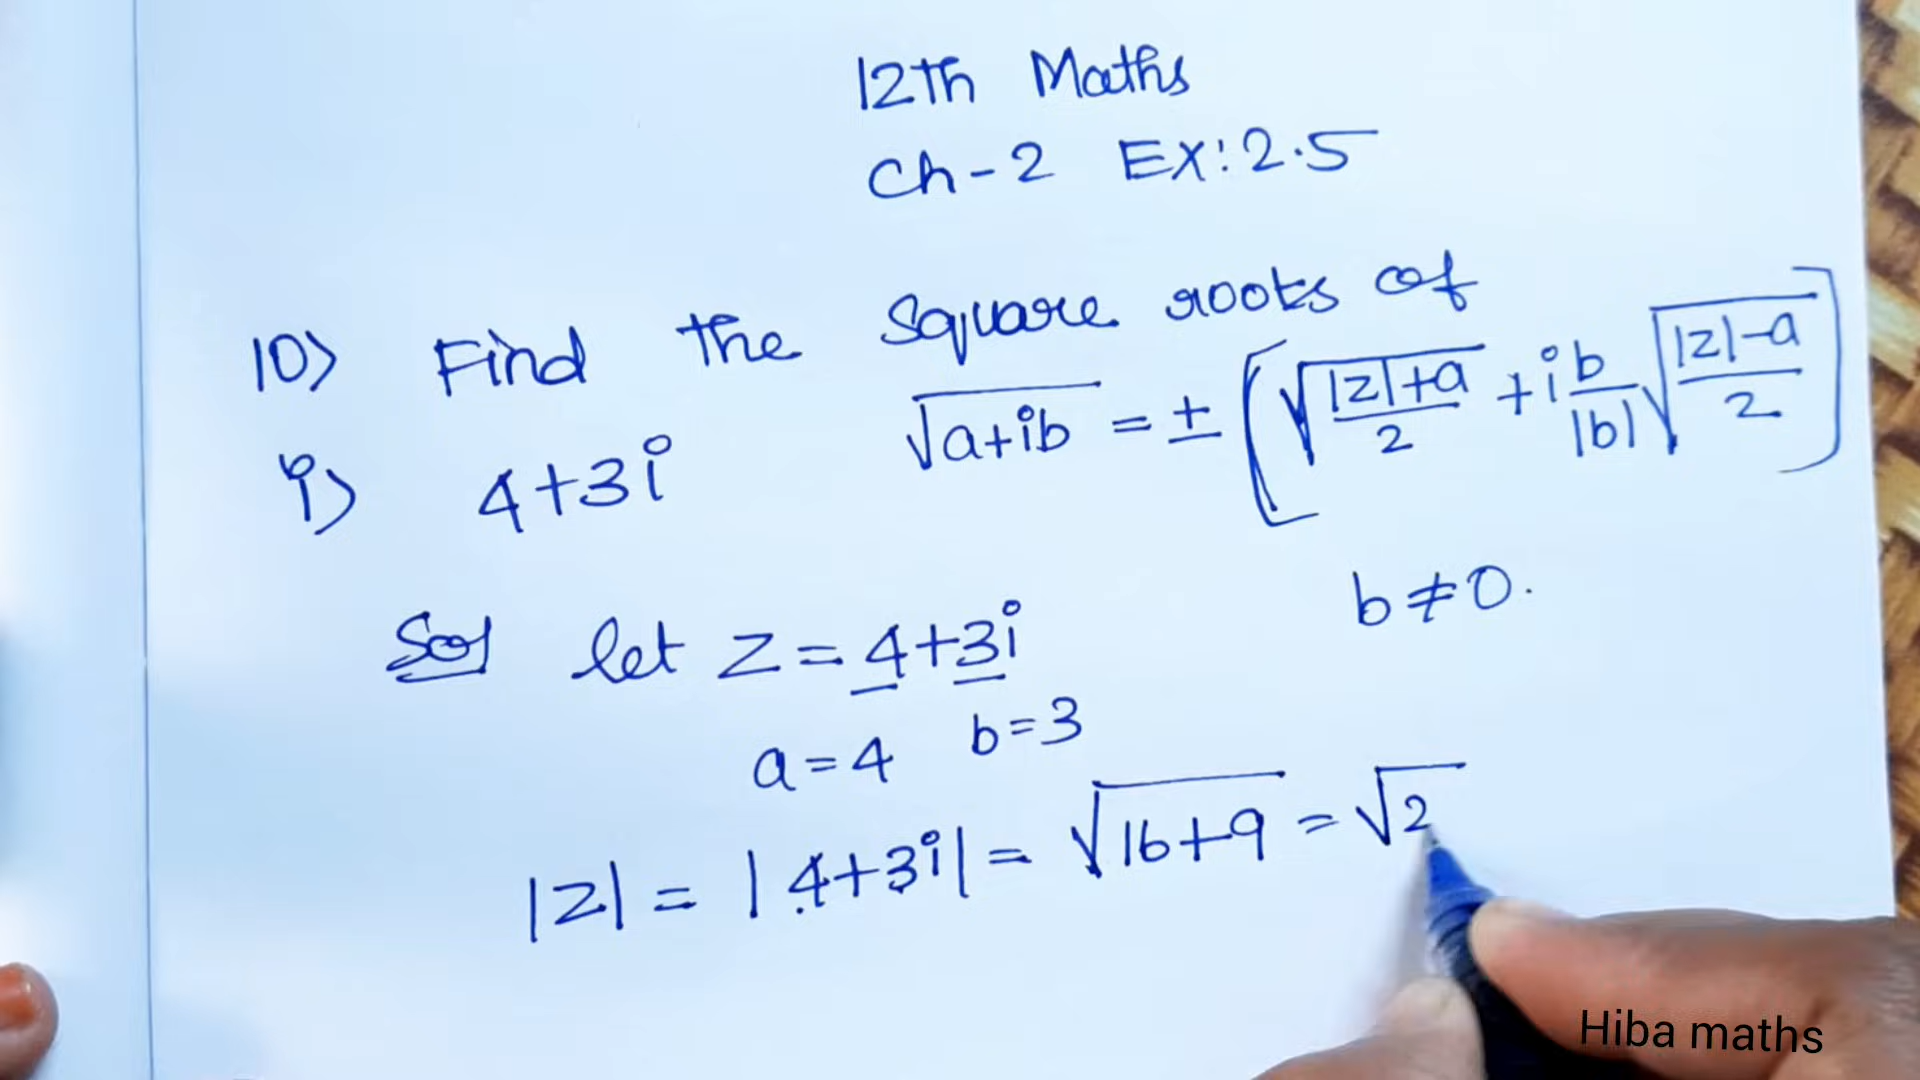 12Th Maths
Ch-2 EX:2.5
10) Find the Square roots of
i) 4+3i √(a+ib) = ± [√((|z|+a)/2) + i b/|b| √((|z|-a)/2)]
b≠0.
Sol let z = 4+3i
a=4 b=3
|z| = |4+3i| = √(16+9) = √2
Hiba maths